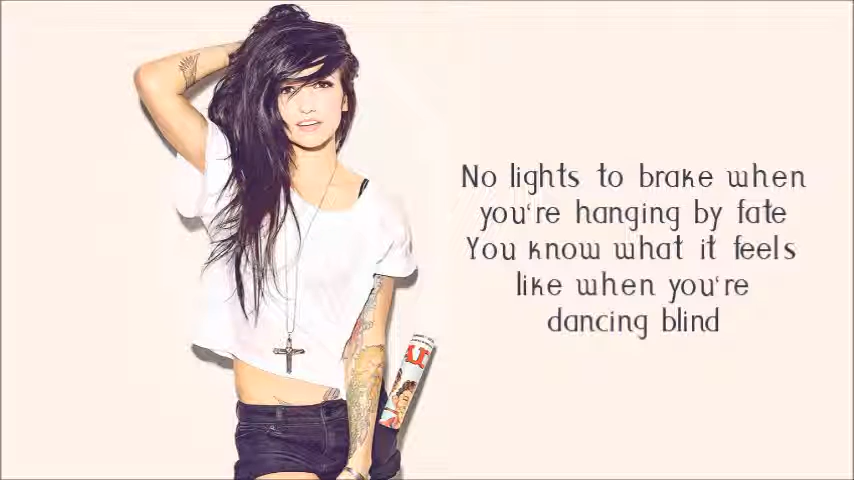 No lights to brake when
you're hanging by fate
You know what it feels
like when you're
dancing blind